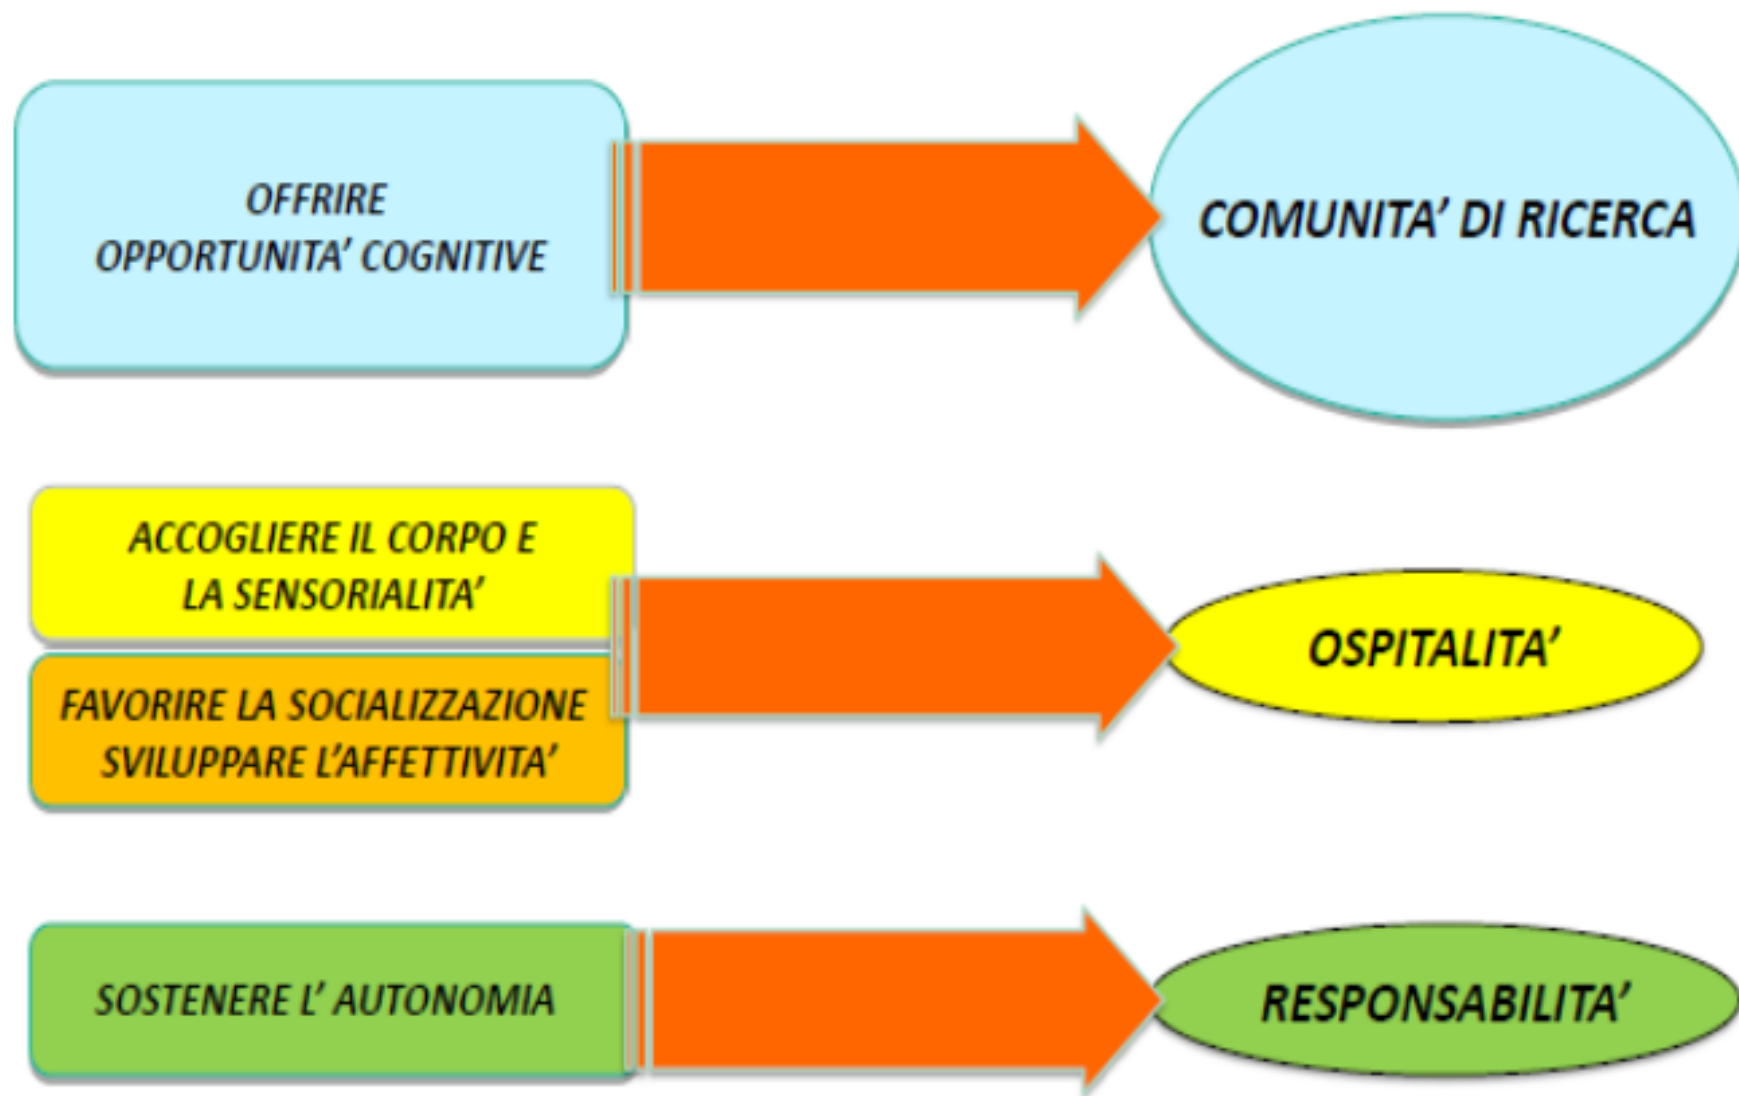 OFFRIRE
OPPORTUNITA' COGNITIVE
COMUNITA' DI RICERCA
ACCOGLIERE IL CORPO E
LA SENSORIALITA'
FAVORIRE LA SOCIALIZZAZIONE
SVILUPPARE L'AFFETTIVITA'
OSPITALITA'
SOSTENERE L' AUTONOMIA
RESPONSABILITA'